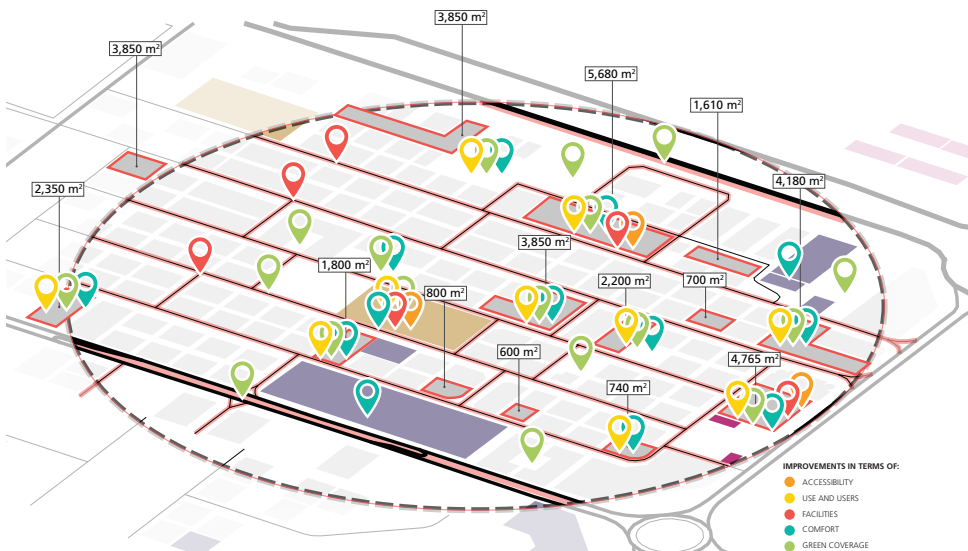 3,850 m²
3,850 m²
5,680 m²
1,610 m²
4,180 m²
2,350 m²
3,850 m²
1,800 m²
800 m²
2,200 m²
700 m²
600 m²
4,765 m²
740 m²
IMPROVEMENTS IN TERMS OF:
ACCESSIBILITY
USE AND USERS
FACILITIES
COMFORT
GREEN COVERAGE